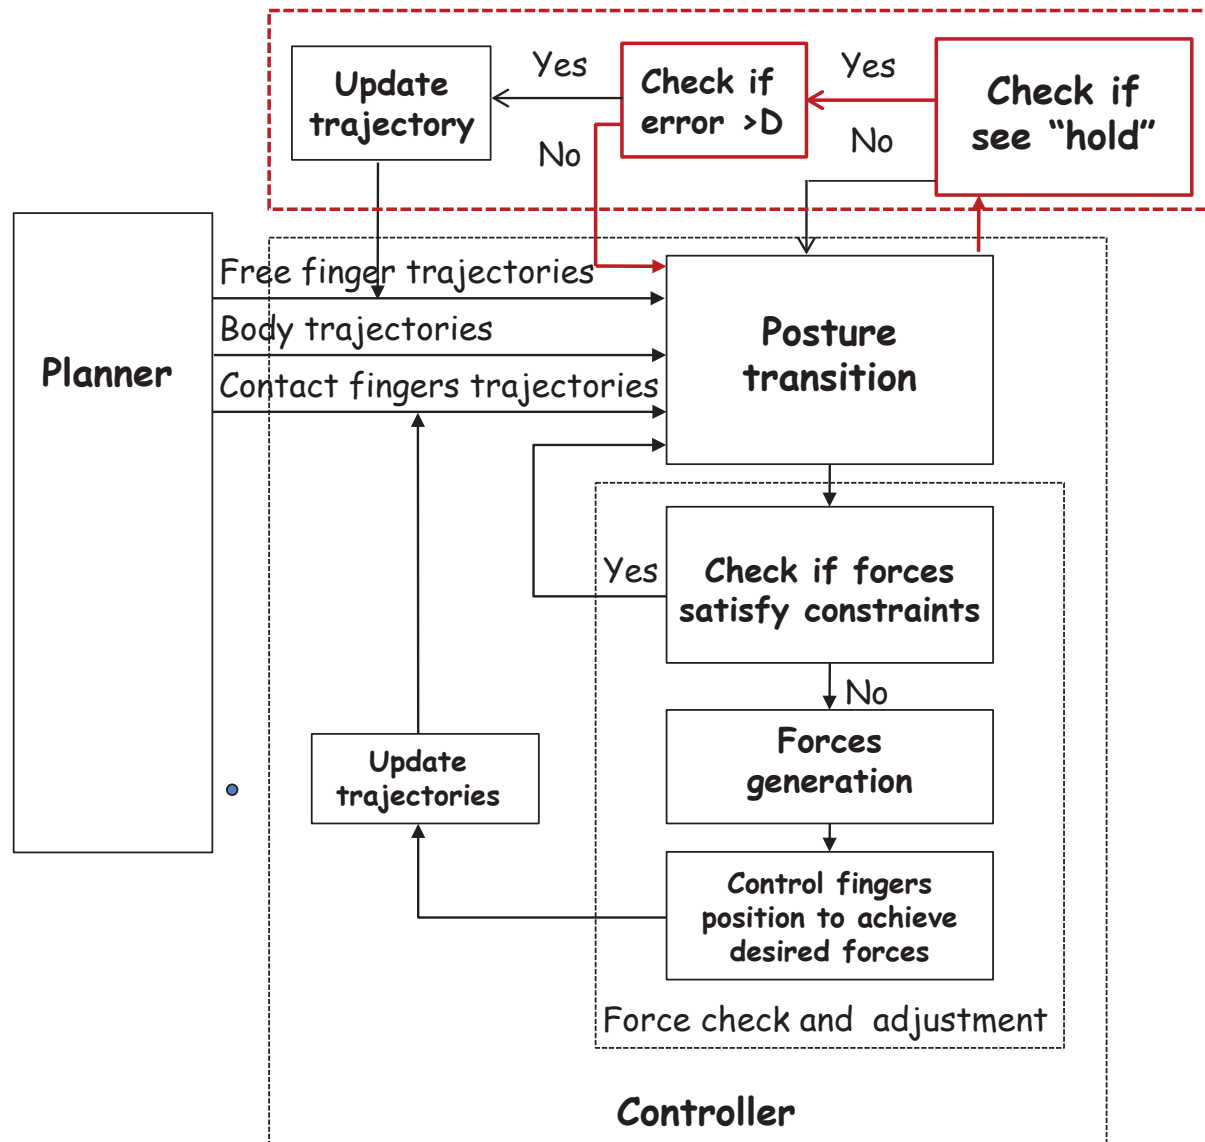 Update
trajectory
Yes
No
Check if
error >D
Yes
No
Check if
see “hold”
Planner
Free finger trajectories
Body trajectories
Contact fingers trajectories
Posture
transition
Yes
Check if forces
satisfy constraints
No
Forces
generation
Update
trajectories
Control fingers
position to achieve
desired forces
Force check and adjustment
Controller